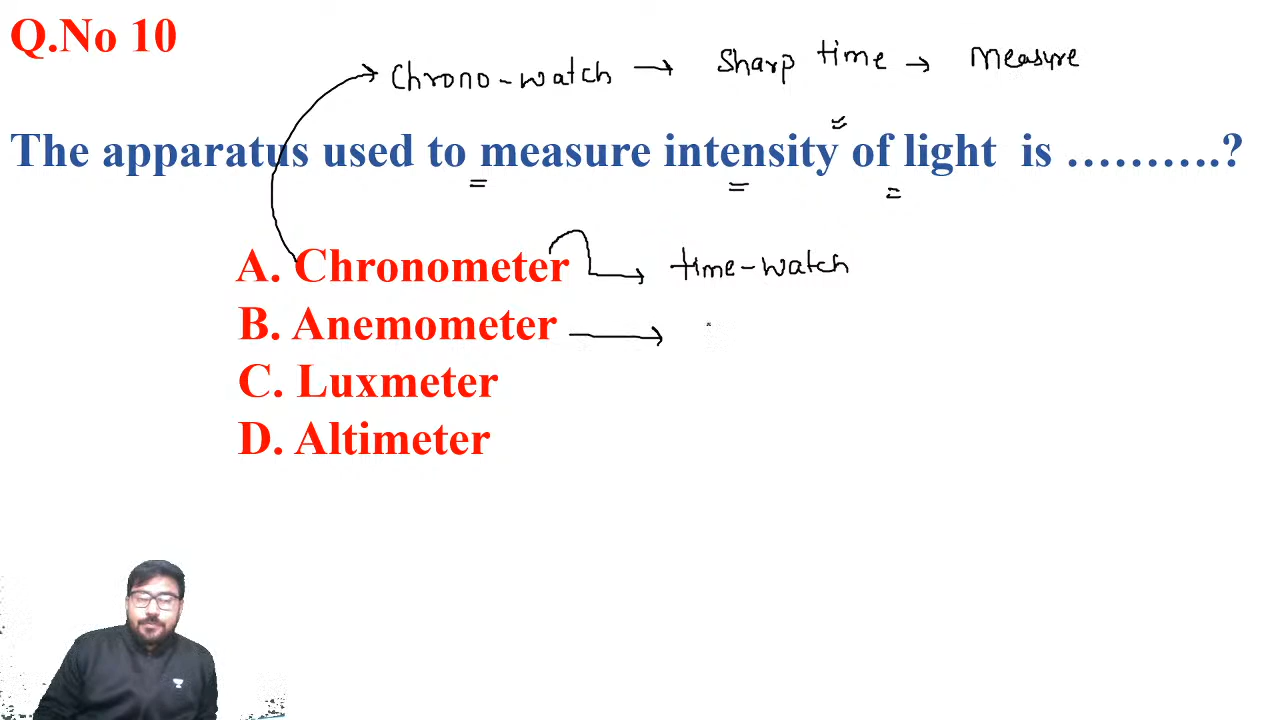 Q.No 10
Chrono-watch → Sharp time → Measure
The apparatus used to measure intensity of light is ……….?
A. Chronometer → time-watch
B. Anemometer →
C. Luxmeter
D. Altimeter